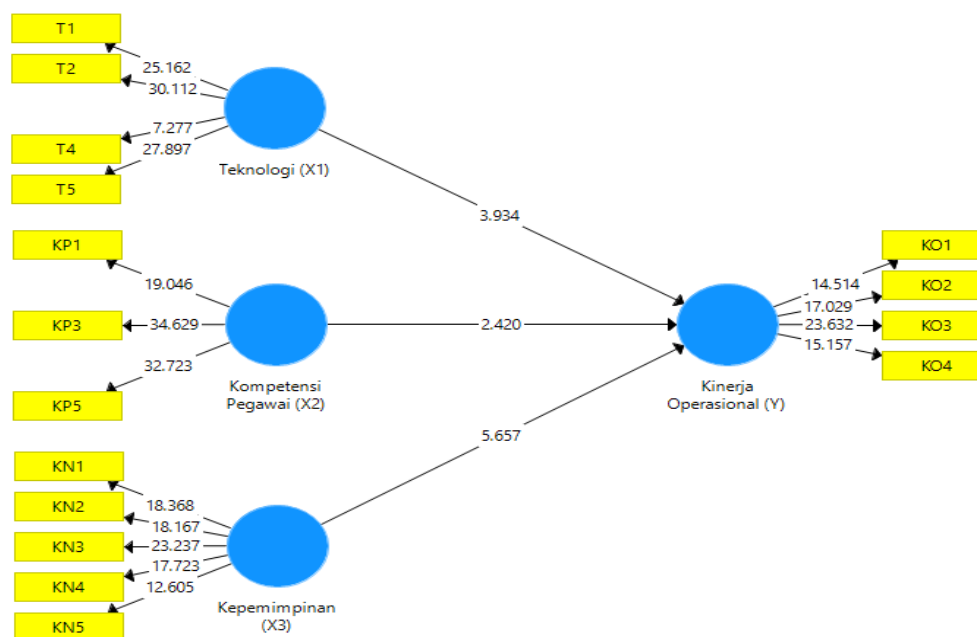 T1
T2
T4
T5
25.162
30.112
7.277
27.897
Teknologi (X1)
3.934
KP1
KP3
KP5
19.046
34.629
32.723
Kompetensi
Pegawai (X2)
2.420
KN1
KN2
KN3
KN4
KN5
18.368
18.167
23.237
17.723
12.605
Kepemimpinan
(X3)
5.657
Kinerja
Operasional (Y)
14.514
17.029
23.632
15.157
KO1
KO2
KO3
KO4